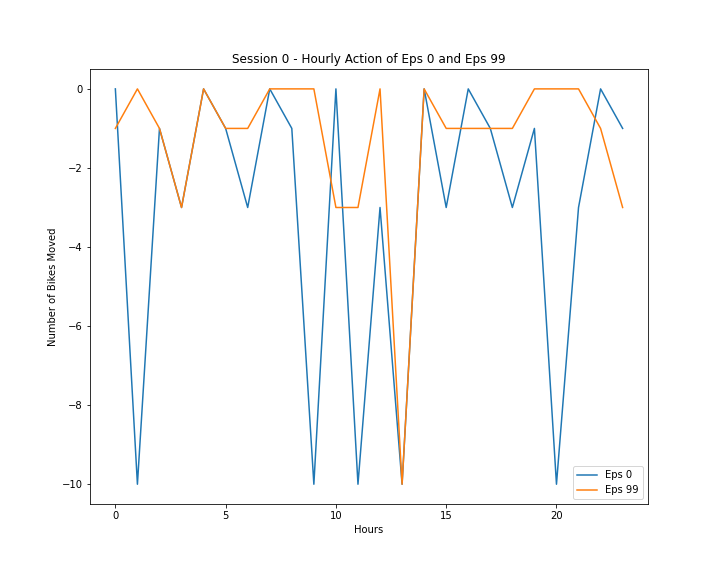 Session 0 - Hourly Action of Eps 0 and Eps 99
Number of Bikes Moved
0
−2
−4
−6
−8
−10
0
5
10
15
20
Hours
Eps 0
Eps 99